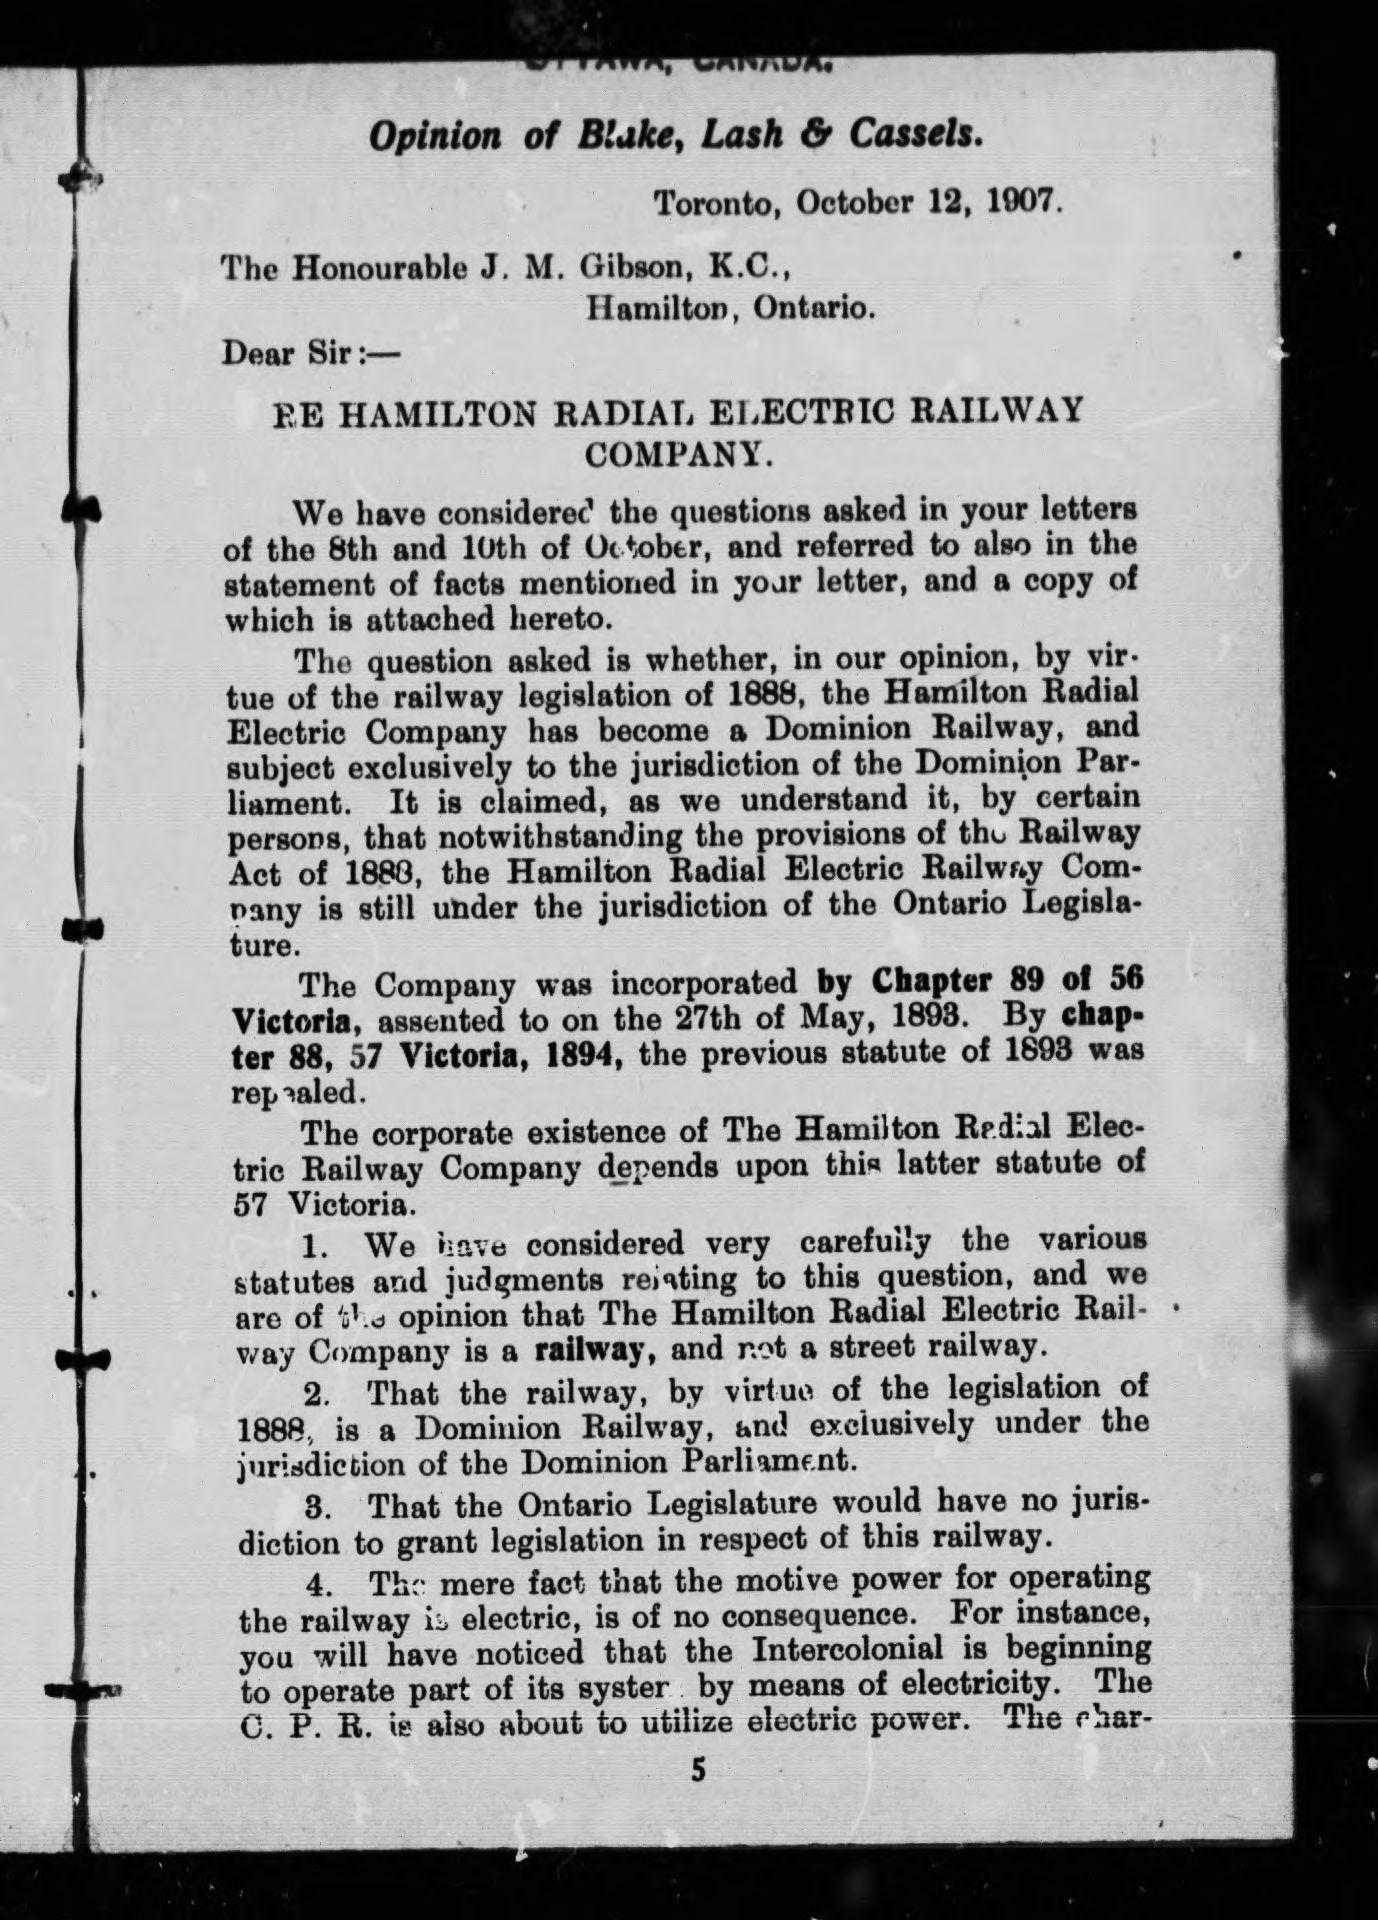 OTTAWA, CANADA.
Opinion of Blake, Lash & Cassels.
Toronto, October 12, 1907.
The Honourable J. M. Gibson, K.C.,
Hamilton, Ontario.
Dear Sir:—
RE HAMILTON RADIAL ELECTRIC RAILWAY
COMPANY.
We have considered the questions asked in your letters
of the 8th and 10th of October, and referred to also in the
statement of facts mentioned in your letter, and a copy of
which is attached hereto.
The question asked is whether, in our opinion, by vir-
tue of the railway legislation of 1888, the Hamilton Radial
Electric Company has become a Dominion Railway, and
subject exclusively to the jurisdiction of the Dominion Par-
liament. It is claimed, as we understand it, by certain
persons, that notwithstanding the provisions of the Railway
Act of 1888, the Hamilton Radial Electric Railway Com-
pany is still under the jurisdiction of the Ontario Legisla-
ture.
The Company was incorporated by Chapter 89 of 56
Victoria, assented to on the 27th of May, 1893. By chap-
ter 88, 57 Victoria, 1894, the previous statute of 1893 was
repealed.
The corporate existence of The Hamilton Radial Elec-
tric Railway Company depends upon this latter statute of
57 Victoria.
1. We have considered very carefully the various
statutes and judgments relating to this question, and we
are of the opinion that The Hamilton Radial Electric Rail-
way Company is a railway, and not a street railway.
2. That the railway, by virtue of the legislation of
1888, is a Dominion Railway, and exclusively under the
jurisdiction of the Dominion Parliament.
3. That the Ontario Legislature would have no juris-
diction to grant legislation in respect of this railway.
4. The mere fact that the motive power for operating
the railway is electric, is of no consequence. For instance,
you will have noticed that the Intercolonial is beginning
to operate part of its system by means of electricity. The
C. P. R. is also about to utilize electric power. The char-
5